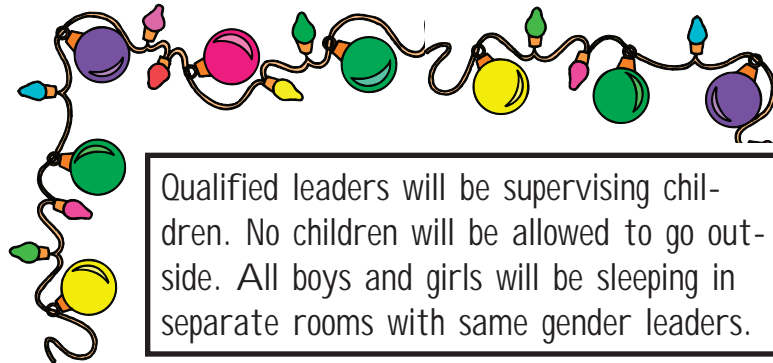 Qualified leaders will be supervising chil-
dren. No children will be allowed to go out-
side. All boys and girls will be sleeping in
separate rooms with same gender leaders.